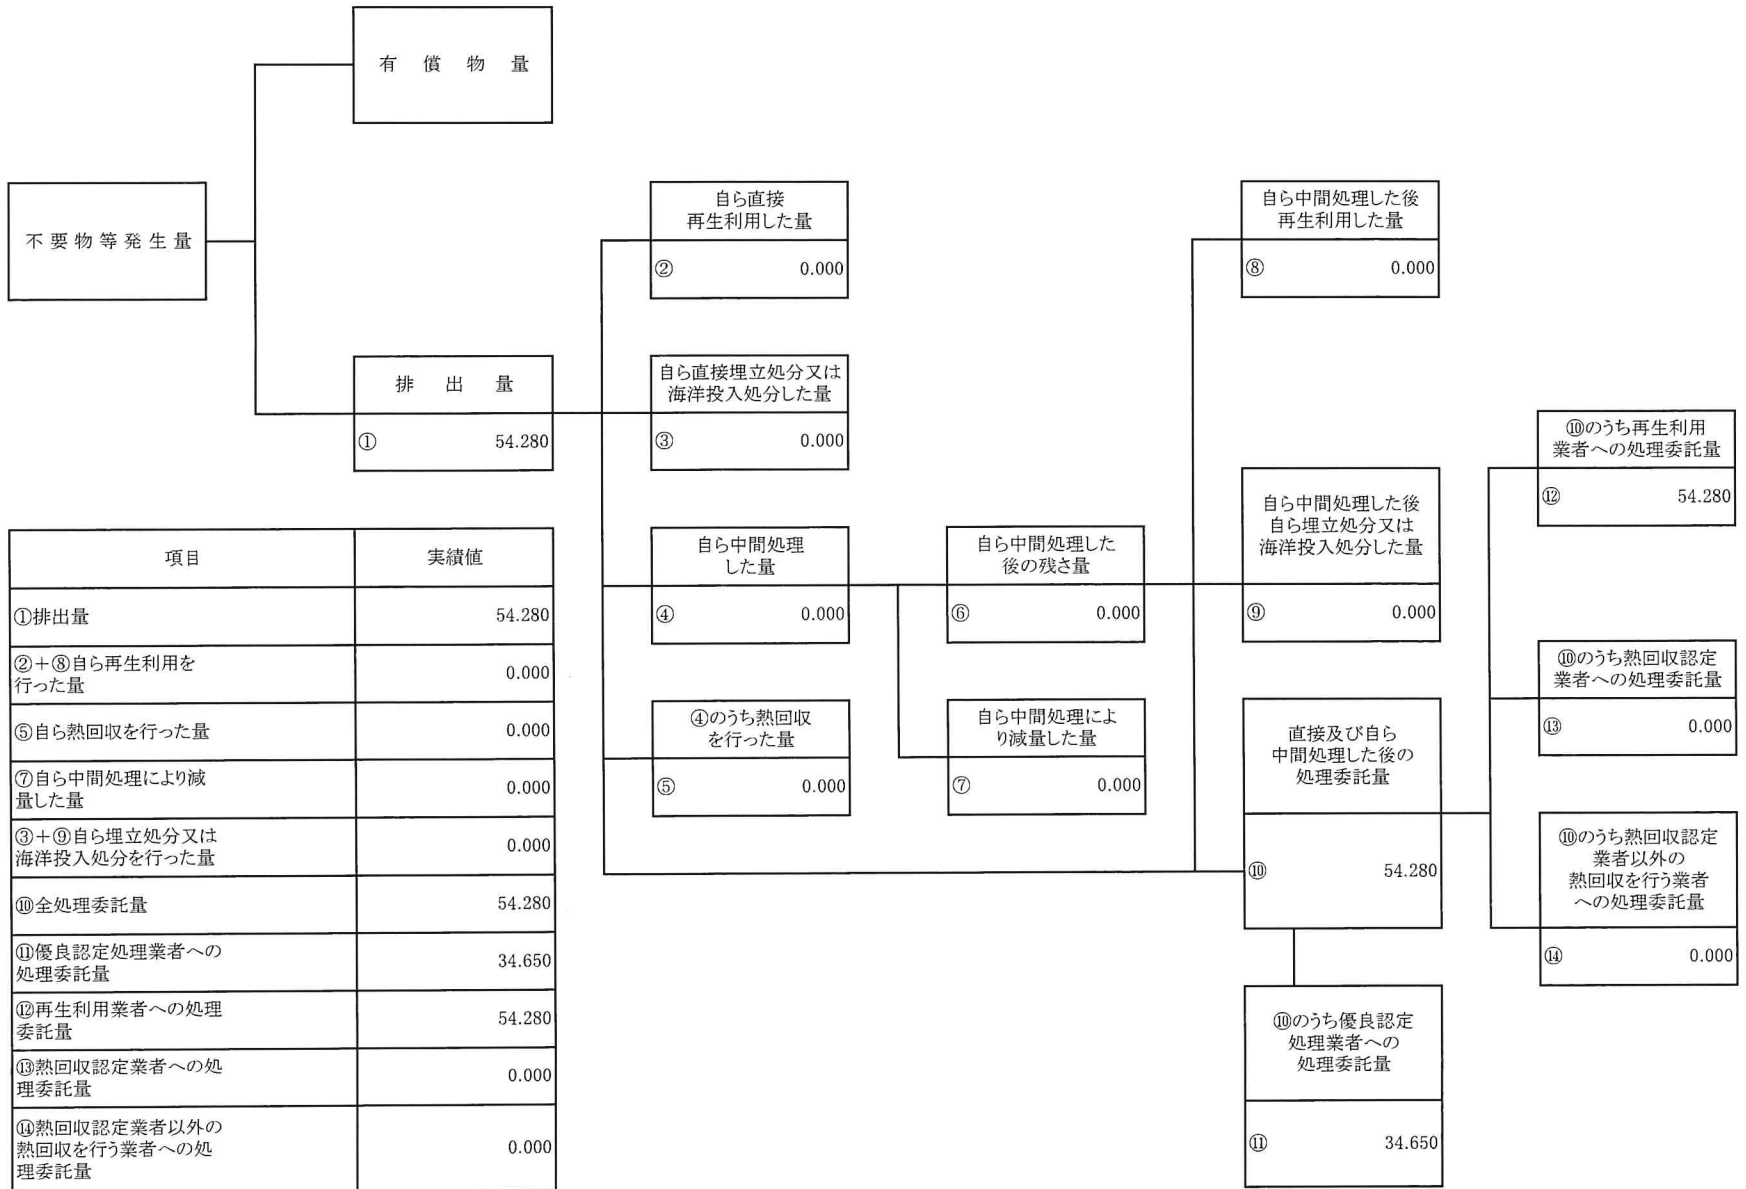 有償物量
不要物等発生量
排出量
① 54.280
自ら直接
再生利用した量
② 0.000
自ら直接埋立処分又は
海洋投入処分した量
③ 0.000
自ら中間処理
した量
④ 0.000
④のうち熱回収
を行った量
⑤ 0.000
自ら中間処理した
後の残さ量
⑥ 0.000
自ら中間処理によ
り減量した量
⑦ 0.000
自ら中間処理した後
再生利用した量
⑧ 0.000
自ら中間処理した後
自ら埋立処分又は
海洋投入処分した量
⑨ 0.000
直接及び自ら
中間処理した後の
処理委託量
⑩ 54.280
⑩のうち優良認定
処理業者への
処理委託量
⑪ 34.650
⑩のうち再生利用
業者への処理委託量
⑫ 54.280
⑩のうち熱回収認定
業者への処理委託量
⑬ 0.000
⑩のうち熱回収認定
業者以外の
熱回収を行う業者
への処理委託量
⑭ 0.000
項目 実績値
①排出量 54.280
②+⑧自ら再生利用を
行った量 0.000
⑤自ら熱回収を行った量 0.000
⑦自ら中間処理により減
量した量 0.000
③+⑨自ら埋立処分又は
海洋投入処分を行った量 0.000
⑩全処理委託量 54.280
⑪優良認定処理業者への
処理委託量 34.650
⑫再生利用業者への処理
委託量 54.280
⑬熱回収認定業者への処
理委託量 0.000
⑭熱回収認定業者以外の
熱回収を行う業者への処
理委託量 0.000